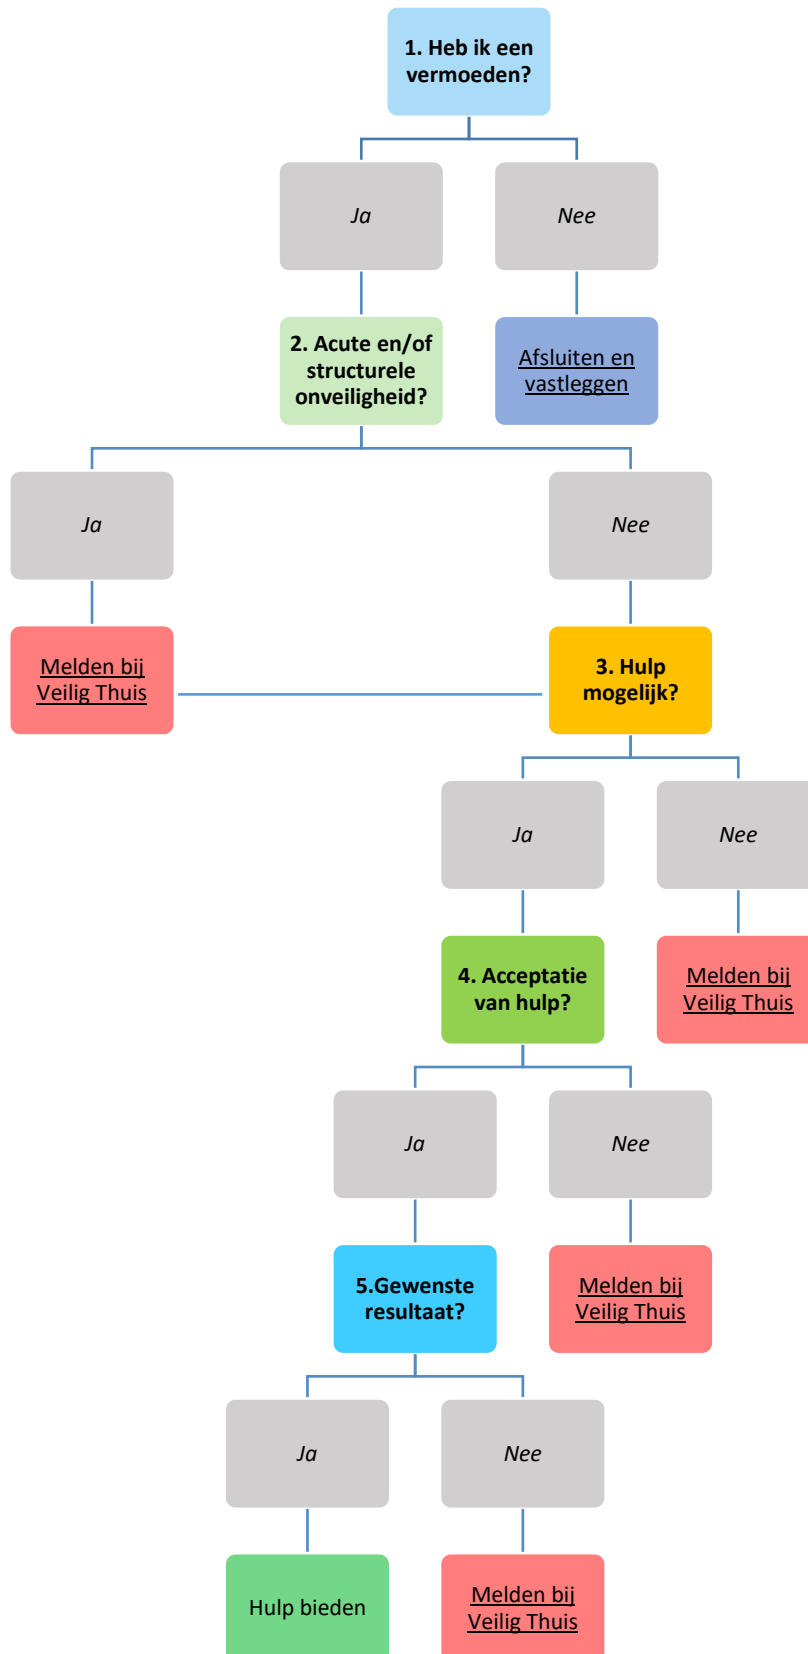 1. Heb ik een
vermoeden?
Ja
Nee
2. Acute en/of
structurele
onveiligheid?
Afsluiten en
vastleggen
Ja
Nee
Melden bij
Veilig Thuis
3. Hulp
mogelijk?
Ja
Nee
4. Acceptatie
van hulp?
Melden bij
Veilig Thuis
Ja
Nee
5.Gewenste
resultaat?
Melden bij
Veilig Thuis
Ja
Nee
Hulp bieden
Melden bij
Veilig Thuis